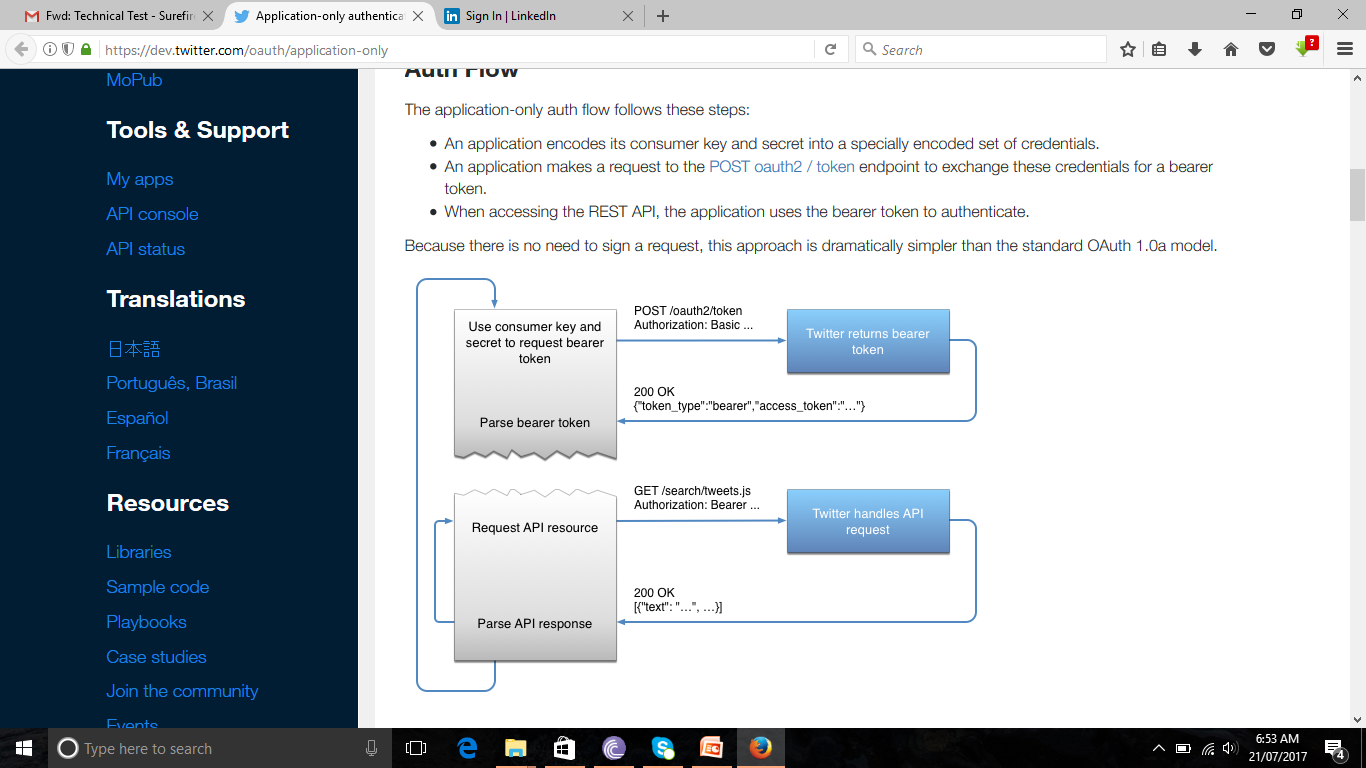 Fwd: Technical Test - Surefi
Application-only authentica
Sign In | LinkedIn
https://dev.twitter.com/oauth/application-only
Search
?
MoPub
Tools & Support
My apps
API console
API status
Translations
日本語
Português, Brasil
Español
Français
Resources
Libraries
Sample code
Playbooks
Case studies
Join the community
Events
Auth Flow
The application-only auth flow follows these steps:
An application encodes its consumer key and secret into a specially encoded set of credentials.
An application makes a request to the POST oauth2 / token endpoint to exchange these credentials for a bearer
token.
When accessing the REST API, the application uses the bearer token to authenticate.
Because there is no need to sign a request, this approach is dramatically simpler than the standard OAuth 1.0a model.
Use consumer key and
secret to request bearer
token
POST /oauth2/token
Authorization: Basic ...
Twitter returns bearer
token
200 OK
{"token_type":"bearer","access_token":"..."}
Parse bearer token
GET /search/tweets.js
Authorization: Bearer ...
Request API resource
Twitter handles API
request
200 OK
[{"text": "...", ...}]
Parse API response
Type here to search
6:53 AM
21/07/2017
4